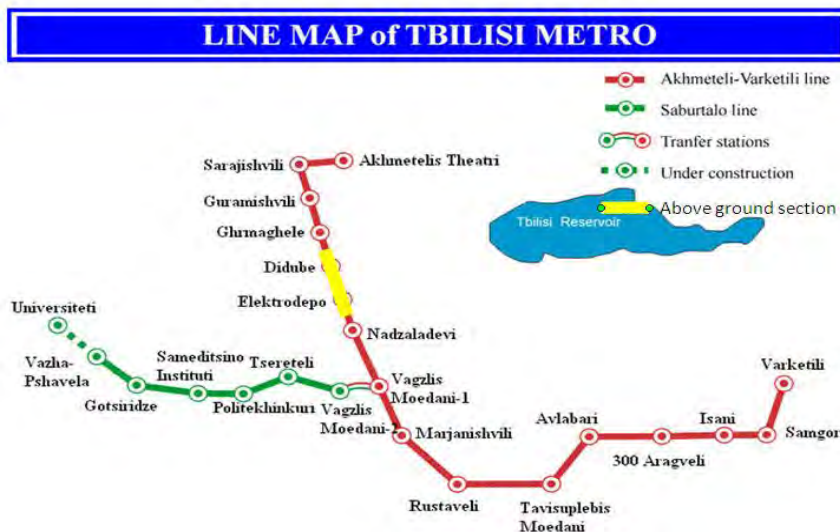 LINE MAP of TBILISI METRO
Akhmeteli-Varketili line
Saburtalo line
Tranfer stations
Under construction
Above ground section
Tbilisi Reservoir
Sarajishvili
Akhmetelis Theatri
Guramishvili
Ghrmaghele
Didube
Elektrodepo
Nadzaladevi
Universiteti
Vazha-
Pshavela
Gotsiridze
Sameditsino
Instituti
Politekhinkuri
Tsereteli
Vagzlis
Moedani-2
Vagzlis
Moedani-1
Marjanishvili
Rustaveli
Tavisuplebis
Moedani
Avlabari
300 Aragveli
Isani
Samgori
Varketili